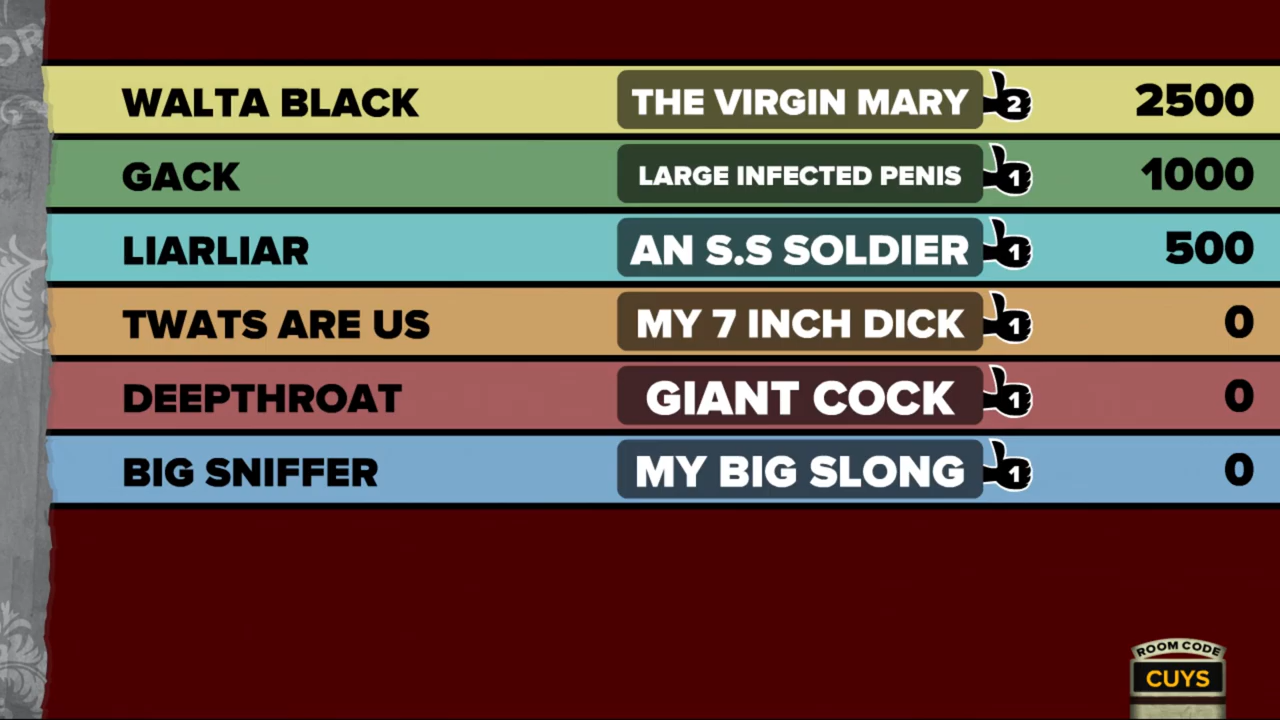 WALTA BLACK THE VIRGIN MARY 2 2500
GACK LARGE INFECTED PENIS 1 1000
LIARLIAR AN S.S SOLDIER 1 500
TWATS ARE US MY 7 INCH DICK 1 0
DEEPTHROAT GIANT COCK 1 0
BIG SNIFFER MY BIG SLONG 1 0
ROOM CODE
CUYS